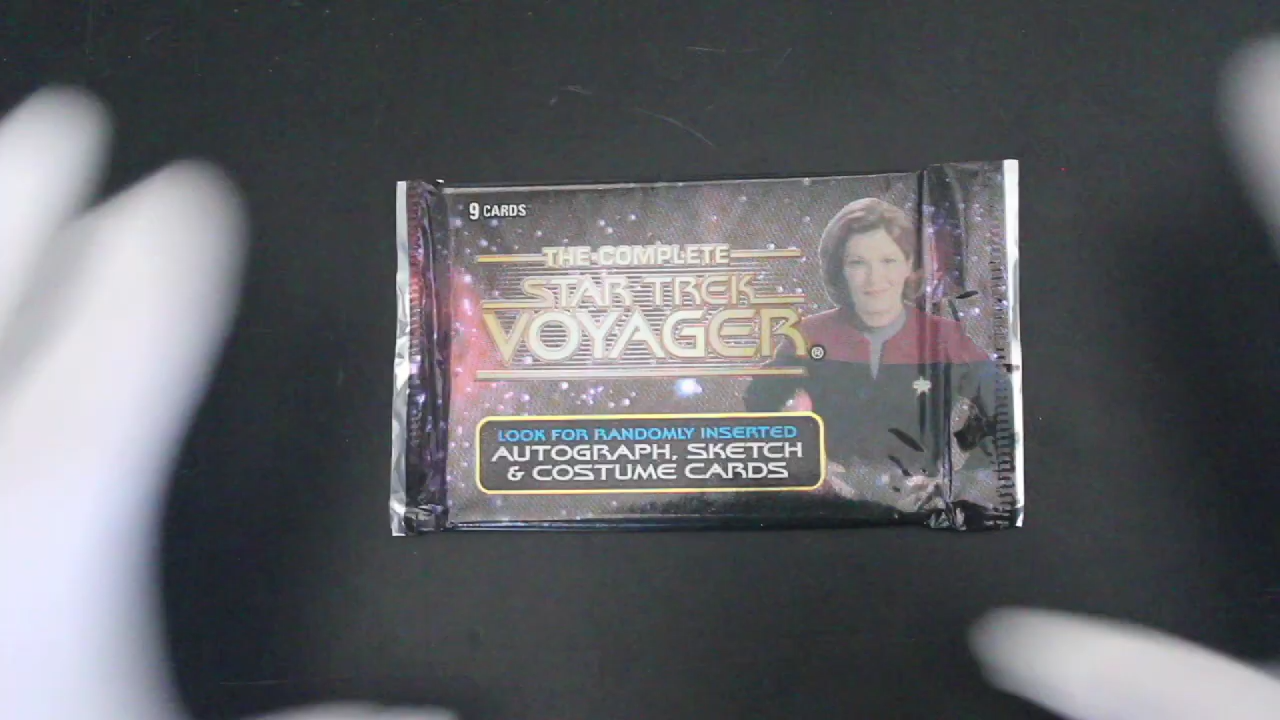 9 CARDS
THE COMPLETE
STAR TREK
VOYAGER®
LOOK FOR RANDOMLY INSERTED
AUTOGRAPH, SKETCH
& COSTUME CARDS